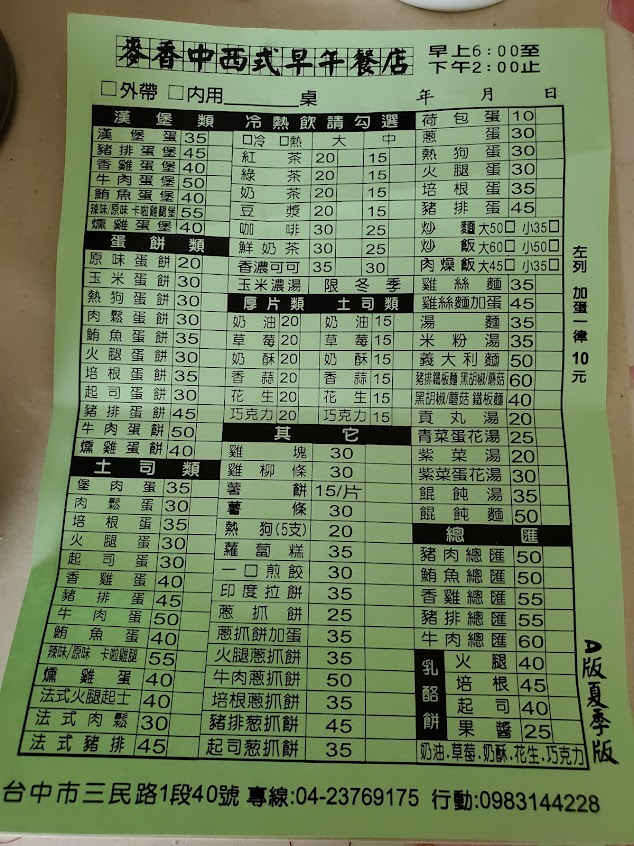 麥香中西式早午餐店
早上6:00至
下午2:00止
□外帶 □內用______桌 年 月 日
漢堡類
漢堡蛋 35
豬排蛋堡 45
香雞蛋堡 40
牛肉蛋堡 50
鮪魚蛋堡 40
辣味/原味 卡啦雞腿堡 55
燻雞蛋堡 40
蛋餅類
原味蛋餅 20
玉米蛋餅 30
熱狗蛋餅 30
肉鬆蛋餅 30
鮪魚蛋餅 35
火腿蛋餅 30
培根蛋餅 35
起司蛋餅 30
豬排蛋餅 45
牛肉蛋餅 50
燻雞蛋餅 40
土司類
堡肉蛋 35
肉鬆蛋 30
培根蛋 35
火腿蛋 30
起司蛋 30
香雞蛋 40
豬排蛋 45
牛肉蛋 50
鮪魚蛋 40
辣味/原味 卡啦雞腿 55
燻雞蛋 40
法式火腿起士 40
法式肉鬆 30
法式豬排 45
冷熱飲請勾選
□冷 □熱 大 中
紅茶 20 15
綠茶 20 15
奶茶 20 15
豆漿 20 15
咖啡 30 25
鮮奶茶 30 25
香濃可可 35 30
玉米濃湯 限冬季
厚片類 土司類
奶油 20 奶油 15
草莓 20 草莓 15
奶酥 20 奶酥 15
香蒜 20 香蒜 15
花生 20 花生 15
巧克力 20 巧克力 15
其它
雞塊 30
雞柳條 30
薯餅 15/片
薯條 30
熱狗(5支) 20
蘿蔔糕 35
一口煎餃 30
印度拉餅 35
蔥抓餅 25
蔥抓餅加蛋 35
火腿蔥抓餅 35
牛肉蔥抓餅 50
培根蔥抓餅 35
豬排葱抓餅 45
起司葱抓餅 35
荷包蛋 10
蔥蛋 30
熱狗蛋 30
火腿蛋 30
培根蛋 35
豬排蛋 45
炒麵 大50□ 小35□
炒飯 大60□ 小50□
肉燥飯 大45□ 小35□
雞絲麵 35
雞絲麵加蛋 45
湯麵 35
米粉湯 35
義大利麵 50
豬排鐵板麵 黑胡椒/蘑菇 60
黑胡椒/蘑菇 鐵板麵 40
貢丸湯 20
青菜蛋花湯 25
紫菜湯 20
紫菜蛋花湯 30
餛飩湯 35
餛飩麵 50
總匯
豬肉總匯 50
鮪魚總匯 50
香雞總匯 55
豬排總匯 55
牛肉總匯 60
乳酪餅
火腿 40
培根 45
起司 40
果醬 25
奶油.草莓.奶酥.花生.巧克力
左列 加蛋一律 10元
D版夏季版
台中市三民路1段40號 專線:04-23769175 行動:0983144228